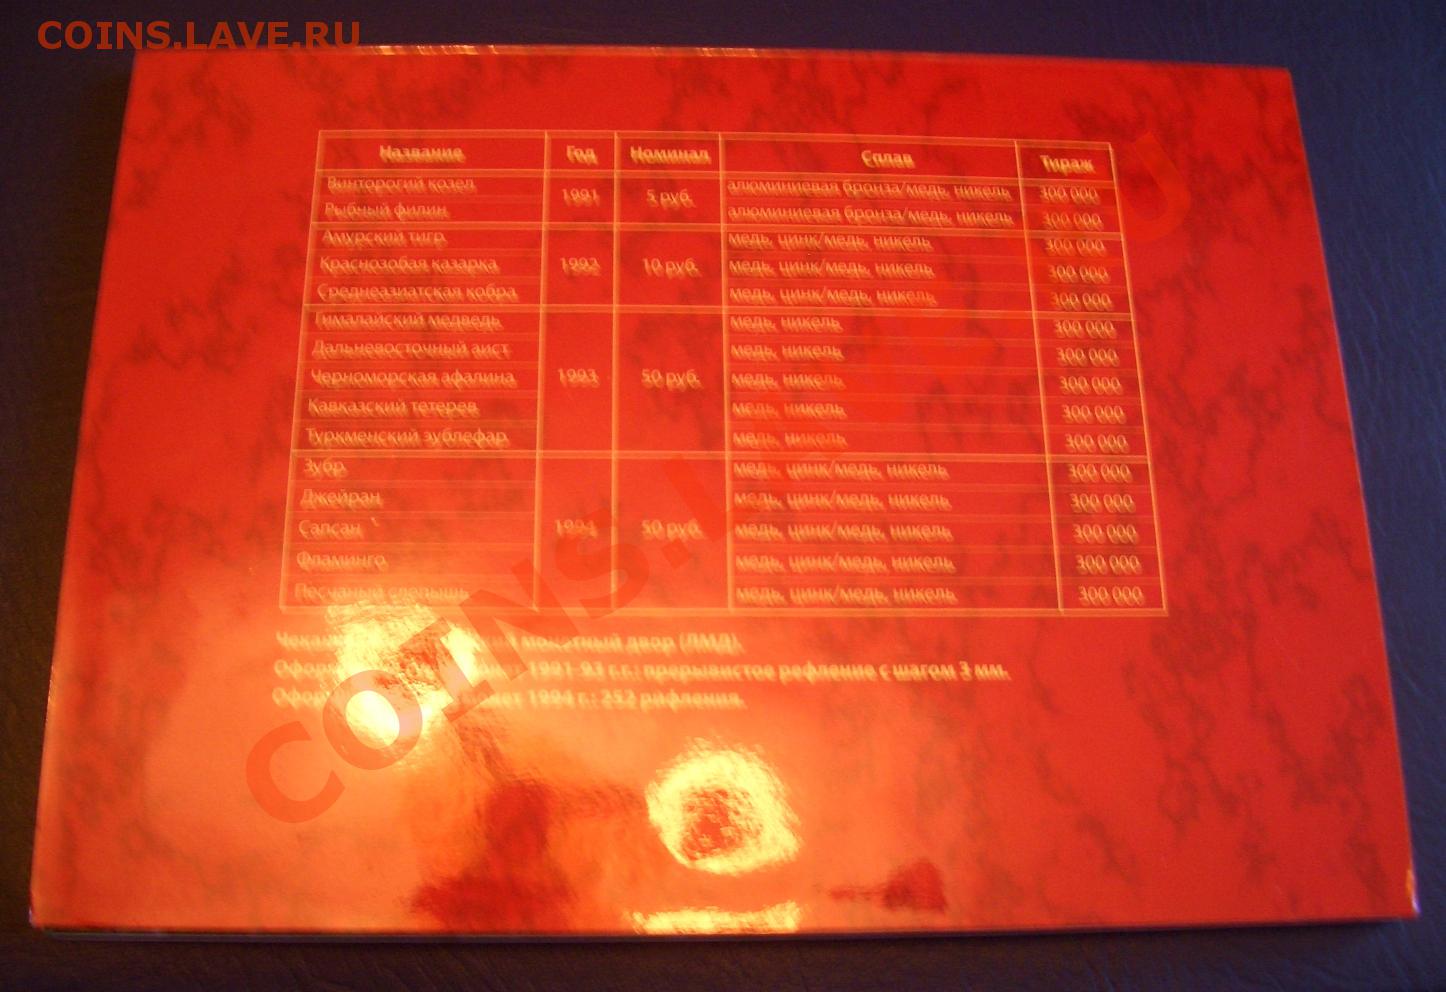 COINS.LAVE.RU
Название Год Номинал Сплав Тираж
Винторогий козел 1991 5 руб. алюминиевая бронза/медь, никель 300 000
Рыбный филин алюминиевая бронза/медь, никель 300 000
Амурский тигр медь, цинк/медь, никель 300 000
Краснозобая казарка 1992 10 руб. медь, цинк/медь, никель 300 000
Среднеазиатская кобра медь, цинк/медь, никель 300 000
Гималайский медведь медь, никель 300 000
Дальневосточный аист медь, никель 300 000
Черноморская афалина 1993 50 руб. медь, никель 300 000
Кавказский тетерев медь, никель 300 000
Туркменский эублефар медь, никель 300 000
Зубр медь, цинк/медь, никель 300 000
Джейран медь, цинк/медь, никель 300 000
Сапсан 1994 50 руб. медь, цинк/медь, никель 300 000
Фламинго медь, цинк/медь, никель 300 000
Песчаный слепыш медь, цинк/медь, никель 300 000
монетный двор (ЛМД).
1991-93 г.г.: прерывистое рефление с шагом 3 мм.
1994 г.: 252 рифления.
COINS.LAVE.RU